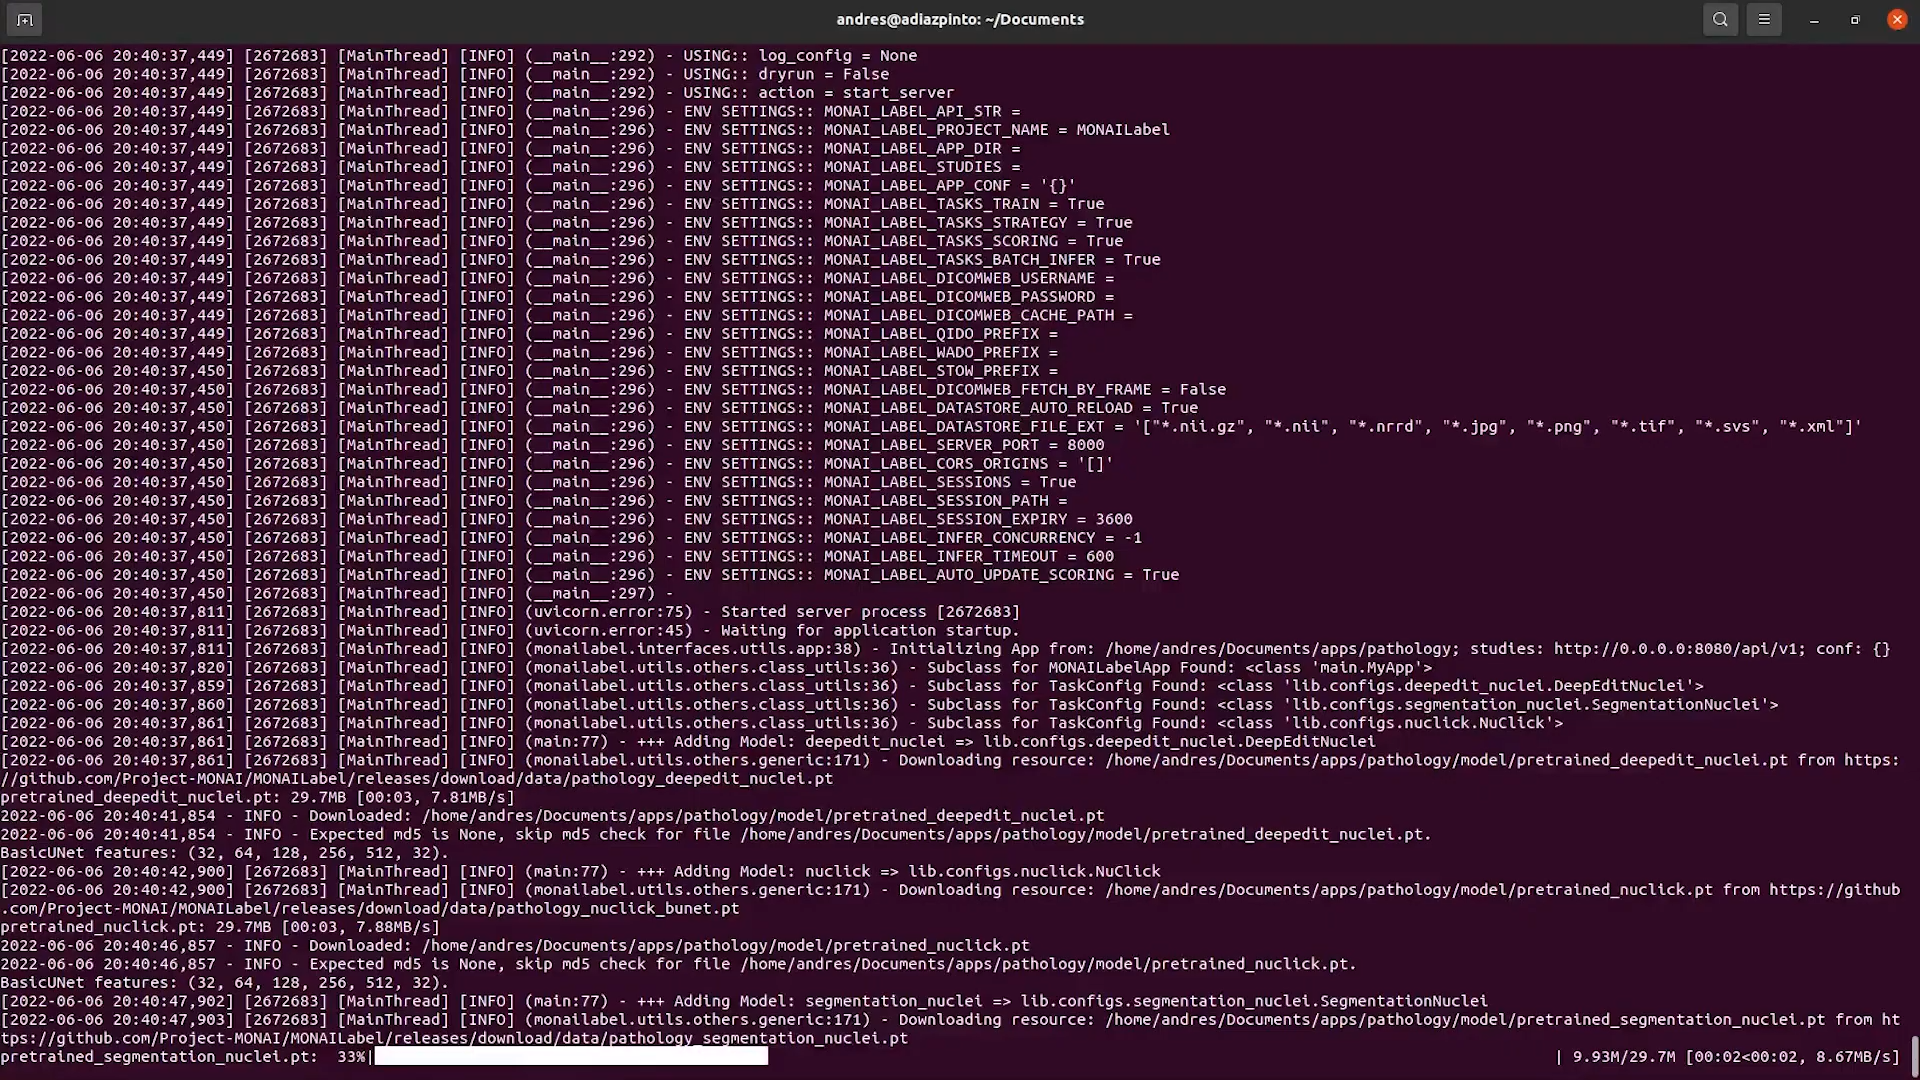 andres@adiazpinto: ~/Documents
[2022-06-06 20:40:37,449] [2672683] [MainThread] [INFO] (__main__:292) - USING:: log_config = None
[2022-06-06 20:40:37,449] [2672683] [MainThread] [INFO] (__main__:292) - USING:: dryrun = False
[2022-06-06 20:40:37,449] [2672683] [MainThread] [INFO] (__main__:292) - USING:: action = start_server
[2022-06-06 20:40:37,449] [2672683] [MainThread] [INFO] (__main__:296) - ENV SETTINGS:: MONAI_LABEL_API_STR =
[2022-06-06 20:40:37,449] [2672683] [MainThread] [INFO] (__main__:296) - ENV SETTINGS:: MONAI_LABEL_PROJECT_NAME = MONAILabel
[2022-06-06 20:40:37,449] [2672683] [MainThread] [INFO] (__main__:296) - ENV SETTINGS:: MONAI_LABEL_APP_DIR =
[2022-06-06 20:40:37,449] [2672683] [MainThread] [INFO] (__main__:296) - ENV SETTINGS:: MONAI_LABEL_STUDIES =
[2022-06-06 20:40:37,449] [2672683] [MainThread] [INFO] (__main__:296) - ENV SETTINGS:: MONAI_LABEL_APP_CONF = '{}'
[2022-06-06 20:40:37,449] [2672683] [MainThread] [INFO] (__main__:296) - ENV SETTINGS:: MONAI_LABEL_TASKS_TRAIN = True
[2022-06-06 20:40:37,449] [2672683] [MainThread] [INFO] (__main__:296) - ENV SETTINGS:: MONAI_LABEL_TASKS_STRATEGY = True
[2022-06-06 20:40:37,449] [2672683] [MainThread] [INFO] (__main__:296) - ENV SETTINGS:: MONAI_LABEL_TASKS_SCORING = True
[2022-06-06 20:40:37,449] [2672683] [MainThread] [INFO] (__main__:296) - ENV SETTINGS:: MONAI_LABEL_TASKS_BATCH_INFER = True
[2022-06-06 20:40:37,449] [2672683] [MainThread] [INFO] (__main__:296) - ENV SETTINGS:: MONAI_LABEL_DICOMWEB_USERNAME =
[2022-06-06 20:40:37,449] [2672683] [MainThread] [INFO] (__main__:296) - ENV SETTINGS:: MONAI_LABEL_DICOMWEB_PASSWORD =
[2022-06-06 20:40:37,449] [2672683] [MainThread] [INFO] (__main__:296) - ENV SETTINGS:: MONAI_LABEL_DICOMWEB_CACHE_PATH =
[2022-06-06 20:40:37,449] [2672683] [MainThread] [INFO] (__main__:296) - ENV SETTINGS:: MONAI_LABEL_QIDO_PREFIX =
[2022-06-06 20:40:37,449] [2672683] [MainThread] [INFO] (__main__:296) - ENV SETTINGS:: MONAI_LABEL_WADO_PREFIX =
[2022-06-06 20:40:37,450] [2672683] [MainThread] [INFO] (__main__:296) - ENV SETTINGS:: MONAI_LABEL_STOW_PREFIX =
[2022-06-06 20:40:37,450] [2672683] [MainThread] [INFO] (__main__:296) - ENV SETTINGS:: MONAI_LABEL_DICOMWEB_FETCH_BY_FRAME = False
[2022-06-06 20:40:37,450] [2672683] [MainThread] [INFO] (__main__:296) - ENV SETTINGS:: MONAI_LABEL_DATASTORE_AUTO_RELOAD = True
[2022-06-06 20:40:37,450] [2672683] [MainThread] [INFO] (__main__:296) - ENV SETTINGS:: MONAI_LABEL_DATASTORE_FILE_EXT = '["*.nii.gz", "*.nii", "*.nrrd", "*.jpg", "*.png", "*.tif", "*.svs", "*.xml"]'
[2022-06-06 20:40:37,450] [2672683] [MainThread] [INFO] (__main__:296) - ENV SETTINGS:: MONAI_LABEL_SERVER_PORT = 8000
[2022-06-06 20:40:37,450] [2672683] [MainThread] [INFO] (__main__:296) - ENV SETTINGS:: MONAI_LABEL_CORS_ORIGINS = '[]'
[2022-06-06 20:40:37,450] [2672683] [MainThread] [INFO] (__main__:296) - ENV SETTINGS:: MONAI_LABEL_SESSIONS = True
[2022-06-06 20:40:37,450] [2672683] [MainThread] [INFO] (__main__:296) - ENV SETTINGS:: MONAI_LABEL_SESSION_PATH =
[2022-06-06 20:40:37,450] [2672683] [MainThread] [INFO] (__main__:296) - ENV SETTINGS:: MONAI_LABEL_SESSION_EXPIRY = 3600
[2022-06-06 20:40:37,450] [2672683] [MainThread] [INFO] (__main__:296) - ENV SETTINGS:: MONAI_LABEL_INFER_CONCURRENCY = -1
[2022-06-06 20:40:37,450] [2672683] [MainThread] [INFO] (__main__:296) - ENV SETTINGS:: MONAI_LABEL_INFER_TIMEOUT = 600
[2022-06-06 20:40:37,450] [2672683] [MainThread] [INFO] (__main__:296) - ENV SETTINGS:: MONAI_LABEL_AUTO_UPDATE_SCORING = True
[2022-06-06 20:40:37,450] [2672683] [MainThread] [INFO] (__main__:297) -
[2022-06-06 20:40:37,811] [2672683] [MainThread] [INFO] (uvicorn.error:75) - Started server process [2672683]
[2022-06-06 20:40:37,811] [2672683] [MainThread] [INFO] (uvicorn.error:45) - Waiting for application startup.
[2022-06-06 20:40:37,811] [2672683] [MainThread] [INFO] (monailabel.interfaces.utils.app:38) - Initializing App from: /home/andres/Documents/apps/pathology; studies: http://0.0.0.0:8080/api/v1; conf: {}
[2022-06-06 20:40:37,820] [2672683] [MainThread] [INFO] (monailabel.utils.others.class_utils:36) - Subclass for MONAILabelApp Found: <class 'main.MyApp'>
[2022-06-06 20:40:37,859] [2672683] [MainThread] [INFO] (monailabel.utils.others.class_utils:36) - Subclass for TaskConfig Found: <class 'lib.configs.deepedit_nuclei.DeepEditNuclei'>
[2022-06-06 20:40:37,860] [2672683] [MainThread] [INFO] (monailabel.utils.others.class_utils:36) - Subclass for TaskConfig Found: <class 'lib.configs.segmentation_nuclei.SegmentationNuclei'>
[2022-06-06 20:40:37,861] [2672683] [MainThread] [INFO] (monailabel.utils.others.class_utils:36) - Subclass for TaskConfig Found: <class 'lib.configs.nuclick.NuClick'>
[2022-06-06 20:40:37,861] [2672683] [MainThread] [INFO] (main:77) - +++ Adding Model: deepedit_nuclei => lib.configs.deepedit_nuclei.DeepEditNuclei
[2022-06-06 20:40:37,861] [2672683] [MainThread] [INFO] (monailabel.utils.others.generic:171) - Downloading resource: /home/andres/Documents/apps/pathology/model/pretrained_deepedit_nuclei.pt from https:
//github.com/Project-MONAI/MONAILabel/releases/download/data/pathology_deepedit_nuclei.pt
pretrained_deepedit_nuclei.pt: 29.7MB [00:03, 7.81MB/s]
2022-06-06 20:40:41,854 - INFO - Downloaded: /home/andres/Documents/apps/pathology/model/pretrained_deepedit_nuclei.pt
2022-06-06 20:40:41,854 - INFO - Expected md5 is None, skip md5 check for file /home/andres/Documents/apps/pathology/model/pretrained_deepedit_nuclei.pt.
BasicUNet features: (32, 64, 128, 256, 512, 32).
[2022-06-06 20:40:42,900] [2672683] [MainThread] [INFO] (main:77) - +++ Adding Model: nuclick => lib.configs.nuclick.NuClick
[2022-06-06 20:40:42,900] [2672683] [MainThread] [INFO] (monailabel.utils.others.generic:171) - Downloading resource: /home/andres/Documents/apps/pathology/model/pretrained_nuclick.pt from https://github
.com/Project-MONAI/MONAILabel/releases/download/data/pathology_nuclick_bunet.pt
pretrained_nuclick.pt: 29.7MB [00:03, 7.88MB/s]
2022-06-06 20:40:46,857 - INFO - Downloaded: /home/andres/Documents/apps/pathology/model/pretrained_nuclick.pt
2022-06-06 20:40:46,857 - INFO - Expected md5 is None, skip md5 check for file /home/andres/Documents/apps/pathology/model/pretrained_nuclick.pt.
BasicUNet features: (32, 64, 128, 256, 512, 32).
[2022-06-06 20:40:47,902] [2672683] [MainThread] [INFO] (main:77) - +++ Adding Model: segmentation_nuclei => lib.configs.segmentation_nuclei.SegmentationNuclei
[2022-06-06 20:40:47,903] [2672683] [MainThread] [INFO] (monailabel.utils.others.generic:171) - Downloading resource: /home/andres/Documents/apps/pathology/model/pretrained_segmentation_nuclei.pt from ht
tps://github.com/Project-MONAI/MONAILabel/releases/download/data/pathology_segmentation_nuclei.pt
pretrained_segmentation_nuclei.pt:  33%| | 9.93M/29.7M [00:02<00:02, 8.67MB/s]